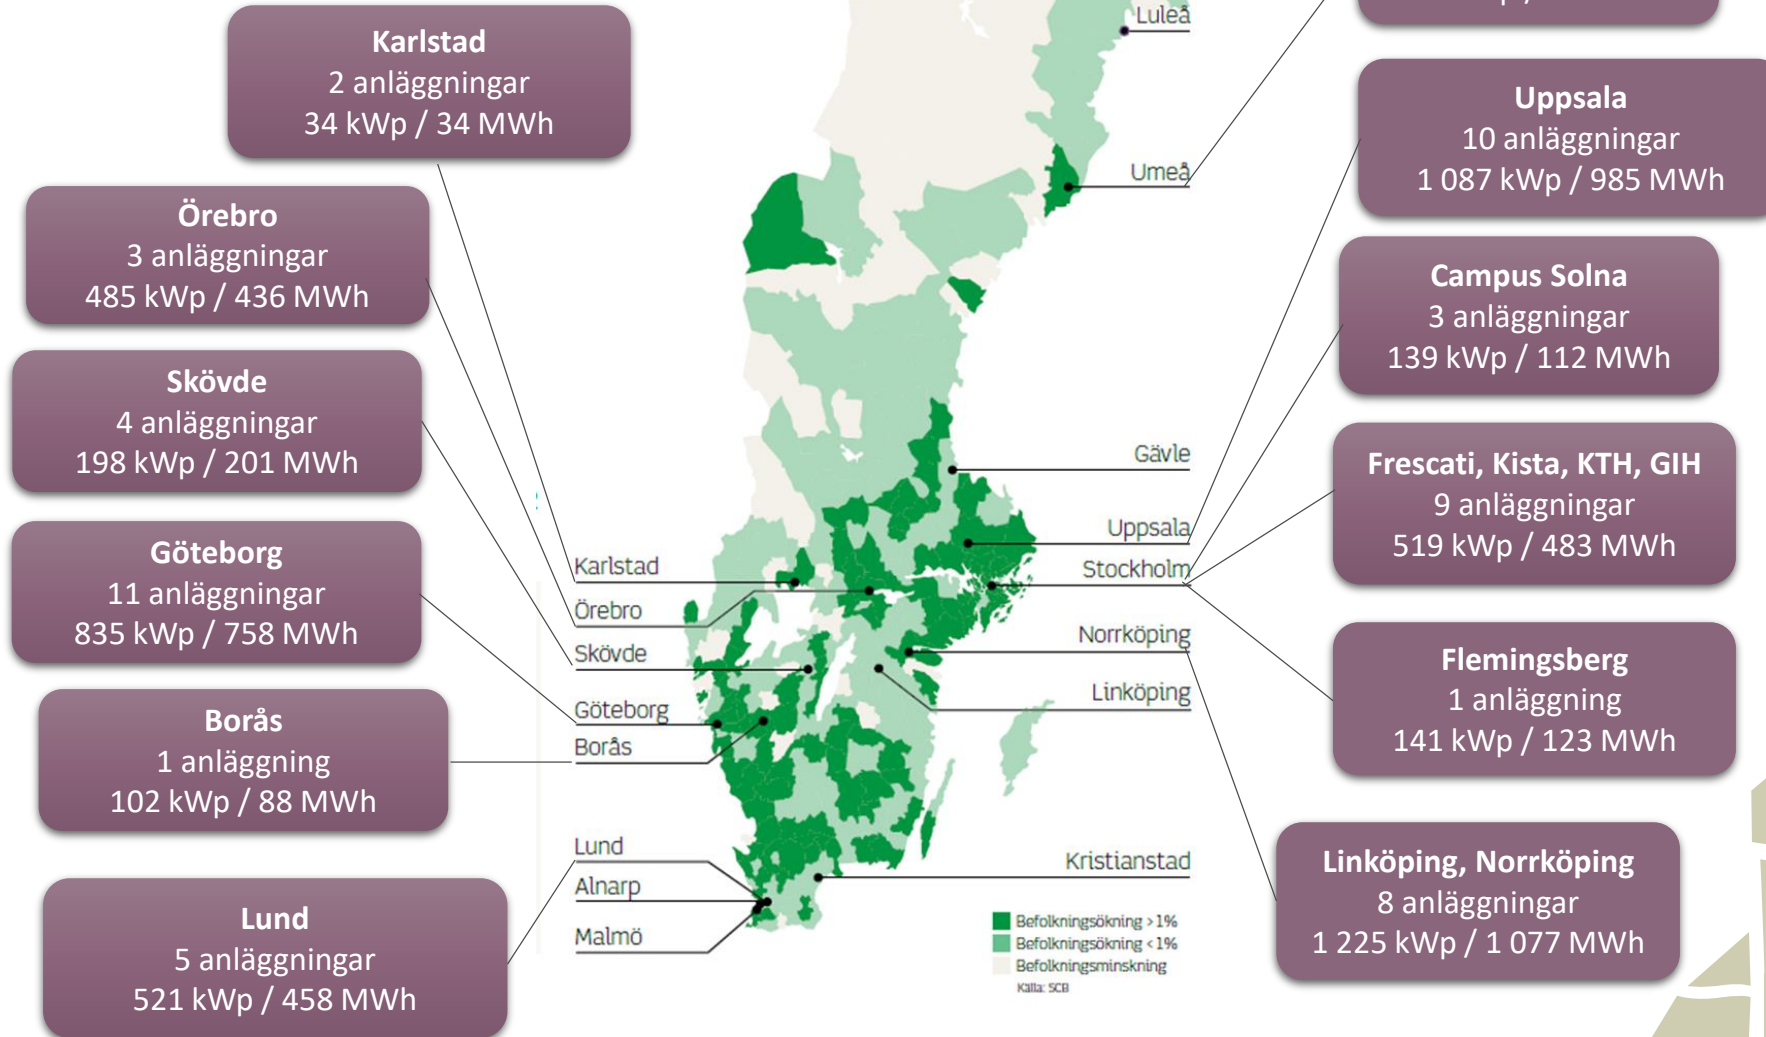 Karlstad
2 anläggningar
34 kWp / 34 MWh
Örebro
3 anläggningar
485 kWp / 436 MWh
Skövde
4 anläggningar
198 kWp / 201 MWh
Göteborg
11 anläggningar
835 kWp / 758 MWh
Borås
1 anläggning
102 kWp / 88 MWh
Lund
5 anläggningar
521 kWp / 458 MWh
Karlstad
Örebro
Skövde
Göteborg
Borås
Lund
Alnarp
Malmö
Luleå
Umeå
Gävle
Uppsala
Stockholm
Norrköping
Linköping
Kristianstad
Befolkningsökning >1%
Befolkningsökning <1%
Befolkningsminskning
Källa: SCB
Uppsala
10 anläggningar
1 087 kWp / 985 MWh
Campus Solna
3 anläggningar
139 kWp / 112 MWh
Frescati, Kista, KTH, GIH
9 anläggningar
519 kWp / 483 MWh
Flemingsberg
1 anläggning
141 kWp / 123 MWh
Linköping, Norrköping
8 anläggningar
1 225 kWp / 1 077 MWh